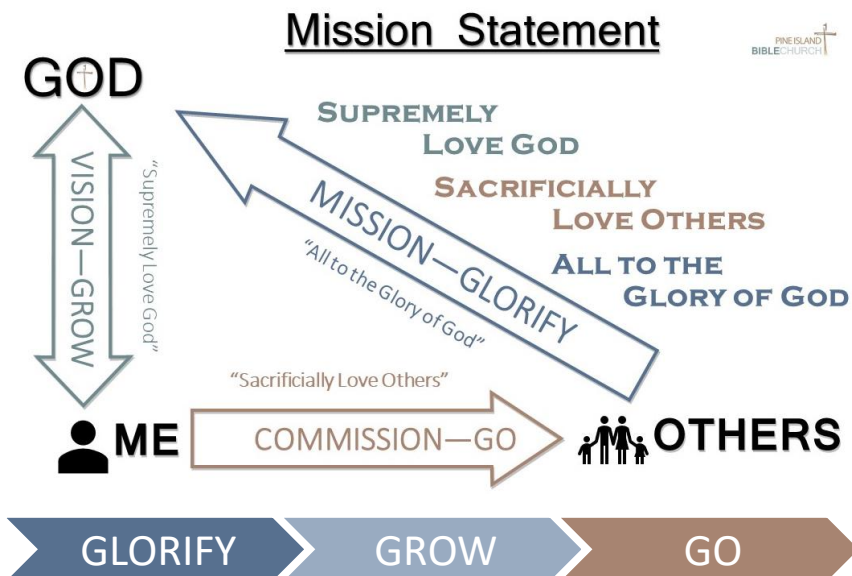 Mission Statement
PINE ISLAND
BIBLECHURCH
GOD
SUPREMELY
LOVE GOD
SACRIFICIALLY
LOVE OTHERS
ALL TO THE
GLORY OF GOD
VISION—GROW
"Supremely Love God"
MISSION—GLORIFY
"All to the Glory of God"
"Sacrificially Love Others"
ME
COMMISSION—GO
OTHERS
GLORIFY
GROW
GO